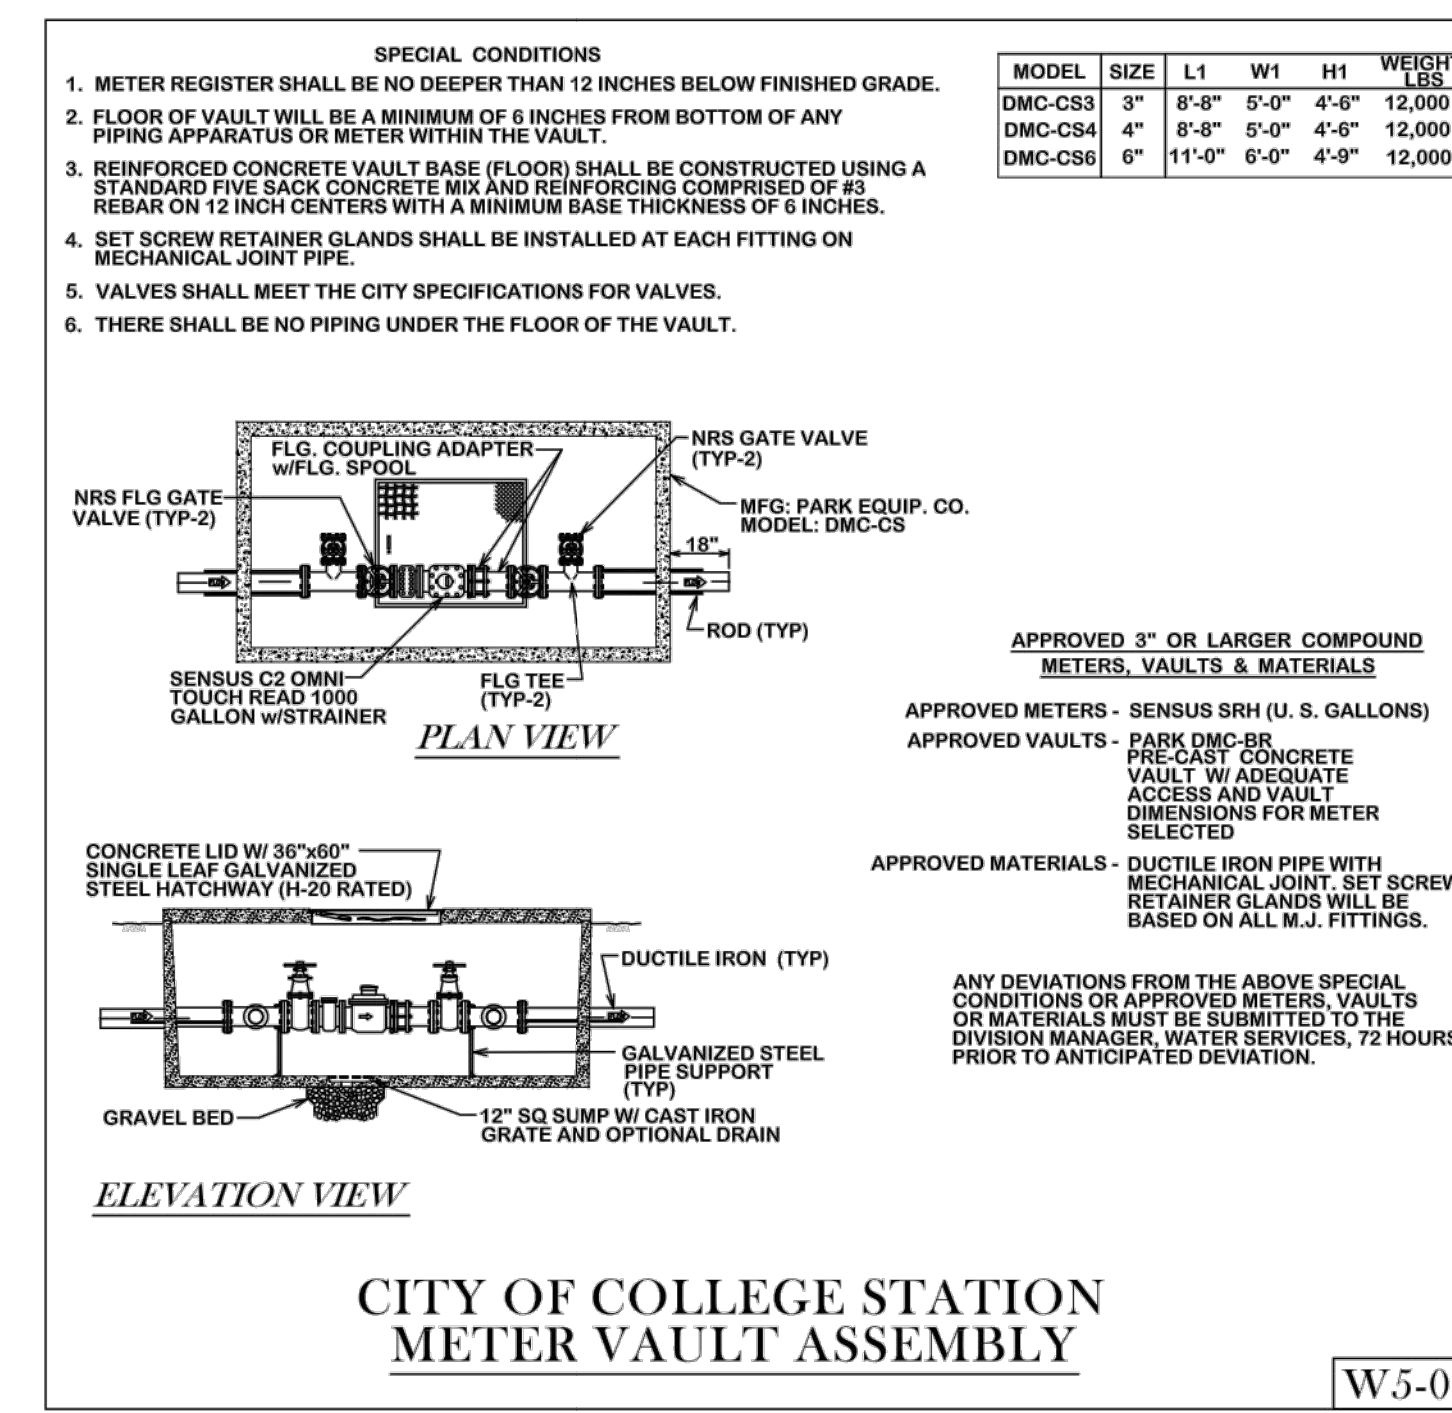 SPECIAL CONDITIONS
1. METER REGISTER SHALL BE NO DEEPER THAN 12 INCHES BELOW FINISHED GRADE.
2. FLOOR OF VAULT WILL BE A MINIMUM OF 6 INCHES FROM BOTTOM OF ANY
PIPING APPARATUS OR METER WITHIN THE VAULT.
3. REINFORCED CONCRETE VAULT BASE (FLOOR) SHALL BE CONSTRUCTED USING A
STANDARD FIVE SACK CONCRETE MIX AND REINFORCING COMPRISED OF #3
REBAR ON 12 INCH CENTERS WITH A MINIMUM BASE THICKNESS OF 6 INCHES.
4. SET SCREW RETAINER GLANDS SHALL BE INSTALLED AT EACH FITTING ON
MECHANICAL JOINT PIPE.
5. VALVES SHALL MEET THE CITY SPECIFICATIONS FOR VALVES.
6. THERE SHALL BE NO PIPING UNDER THE FLOOR OF THE VAULT.
MODEL SIZE L1 W1 H1 WEIGHT
LBS
DMC-CS3 3" 8'-8" 5'-0" 4'-6" 12,000
DMC-CS4 4" 8'-8" 5'-0" 4'-6" 12,000
DMC-CS6 6" 11'-0" 6'-0" 4'-9" 12,000
FLG. COUPLING ADAPTER
w/FLG. SPOOL
NRS GATE VALVE
(TYP-2)
NRS FLG GATE
VALVE (TYP-2)
MFG: PARK EQUIP. CO.
MODEL: DMC-CS
18"
ROD (TYP)
SENSUS C2 OMNI
TOUCH READ 1000
GALLON w/STRAINER
FLG TEE
(TYP-2)
PLAN VIEW
APPROVED 3" OR LARGER COMPOUND
METERS, VAULTS & MATERIALS
APPROVED METERS - SENSUS SRH (U. S. GALLONS)
APPROVED VAULTS - PARK DMC-BR
PRE-CAST CONCRETE
VAULT W/ ADEQUATE
ACCESS AND VAULT
DIMENSIONS FOR METER
SELECTED
APPROVED MATERIALS - DUCTILE IRON PIPE WITH
MECHANICAL JOINT. SET SCREW
RETAINER GLANDS WILL BE
BASED ON ALL M.J. FITTINGS.
ANY DEVIATIONS FROM THE ABOVE SPECIAL
CONDITIONS OR APPROVED METERS, VAULTS
OR MATERIALS MUST BE SUBMITTED TO THE
DIVISION MANAGER, WATER SERVICES, 72 HOURS
PRIOR TO ANTICIPATED DEVIATION.
CONCRETE LID W/ 36"x60"
SINGLE LEAF GALVANIZED
STEEL HATCHWAY (H-20 RATED)
DUCTILE IRON (TYP)
GALVANIZED STEEL
PIPE SUPPORT
(TYP)
GRAVEL BED
12" SQ SUMP W/ CAST IRON
GRATE AND OPTIONAL DRAIN
ELEVATION VIEW
CITY OF COLLEGE STATION
METER VAULT ASSEMBLY
W5-0